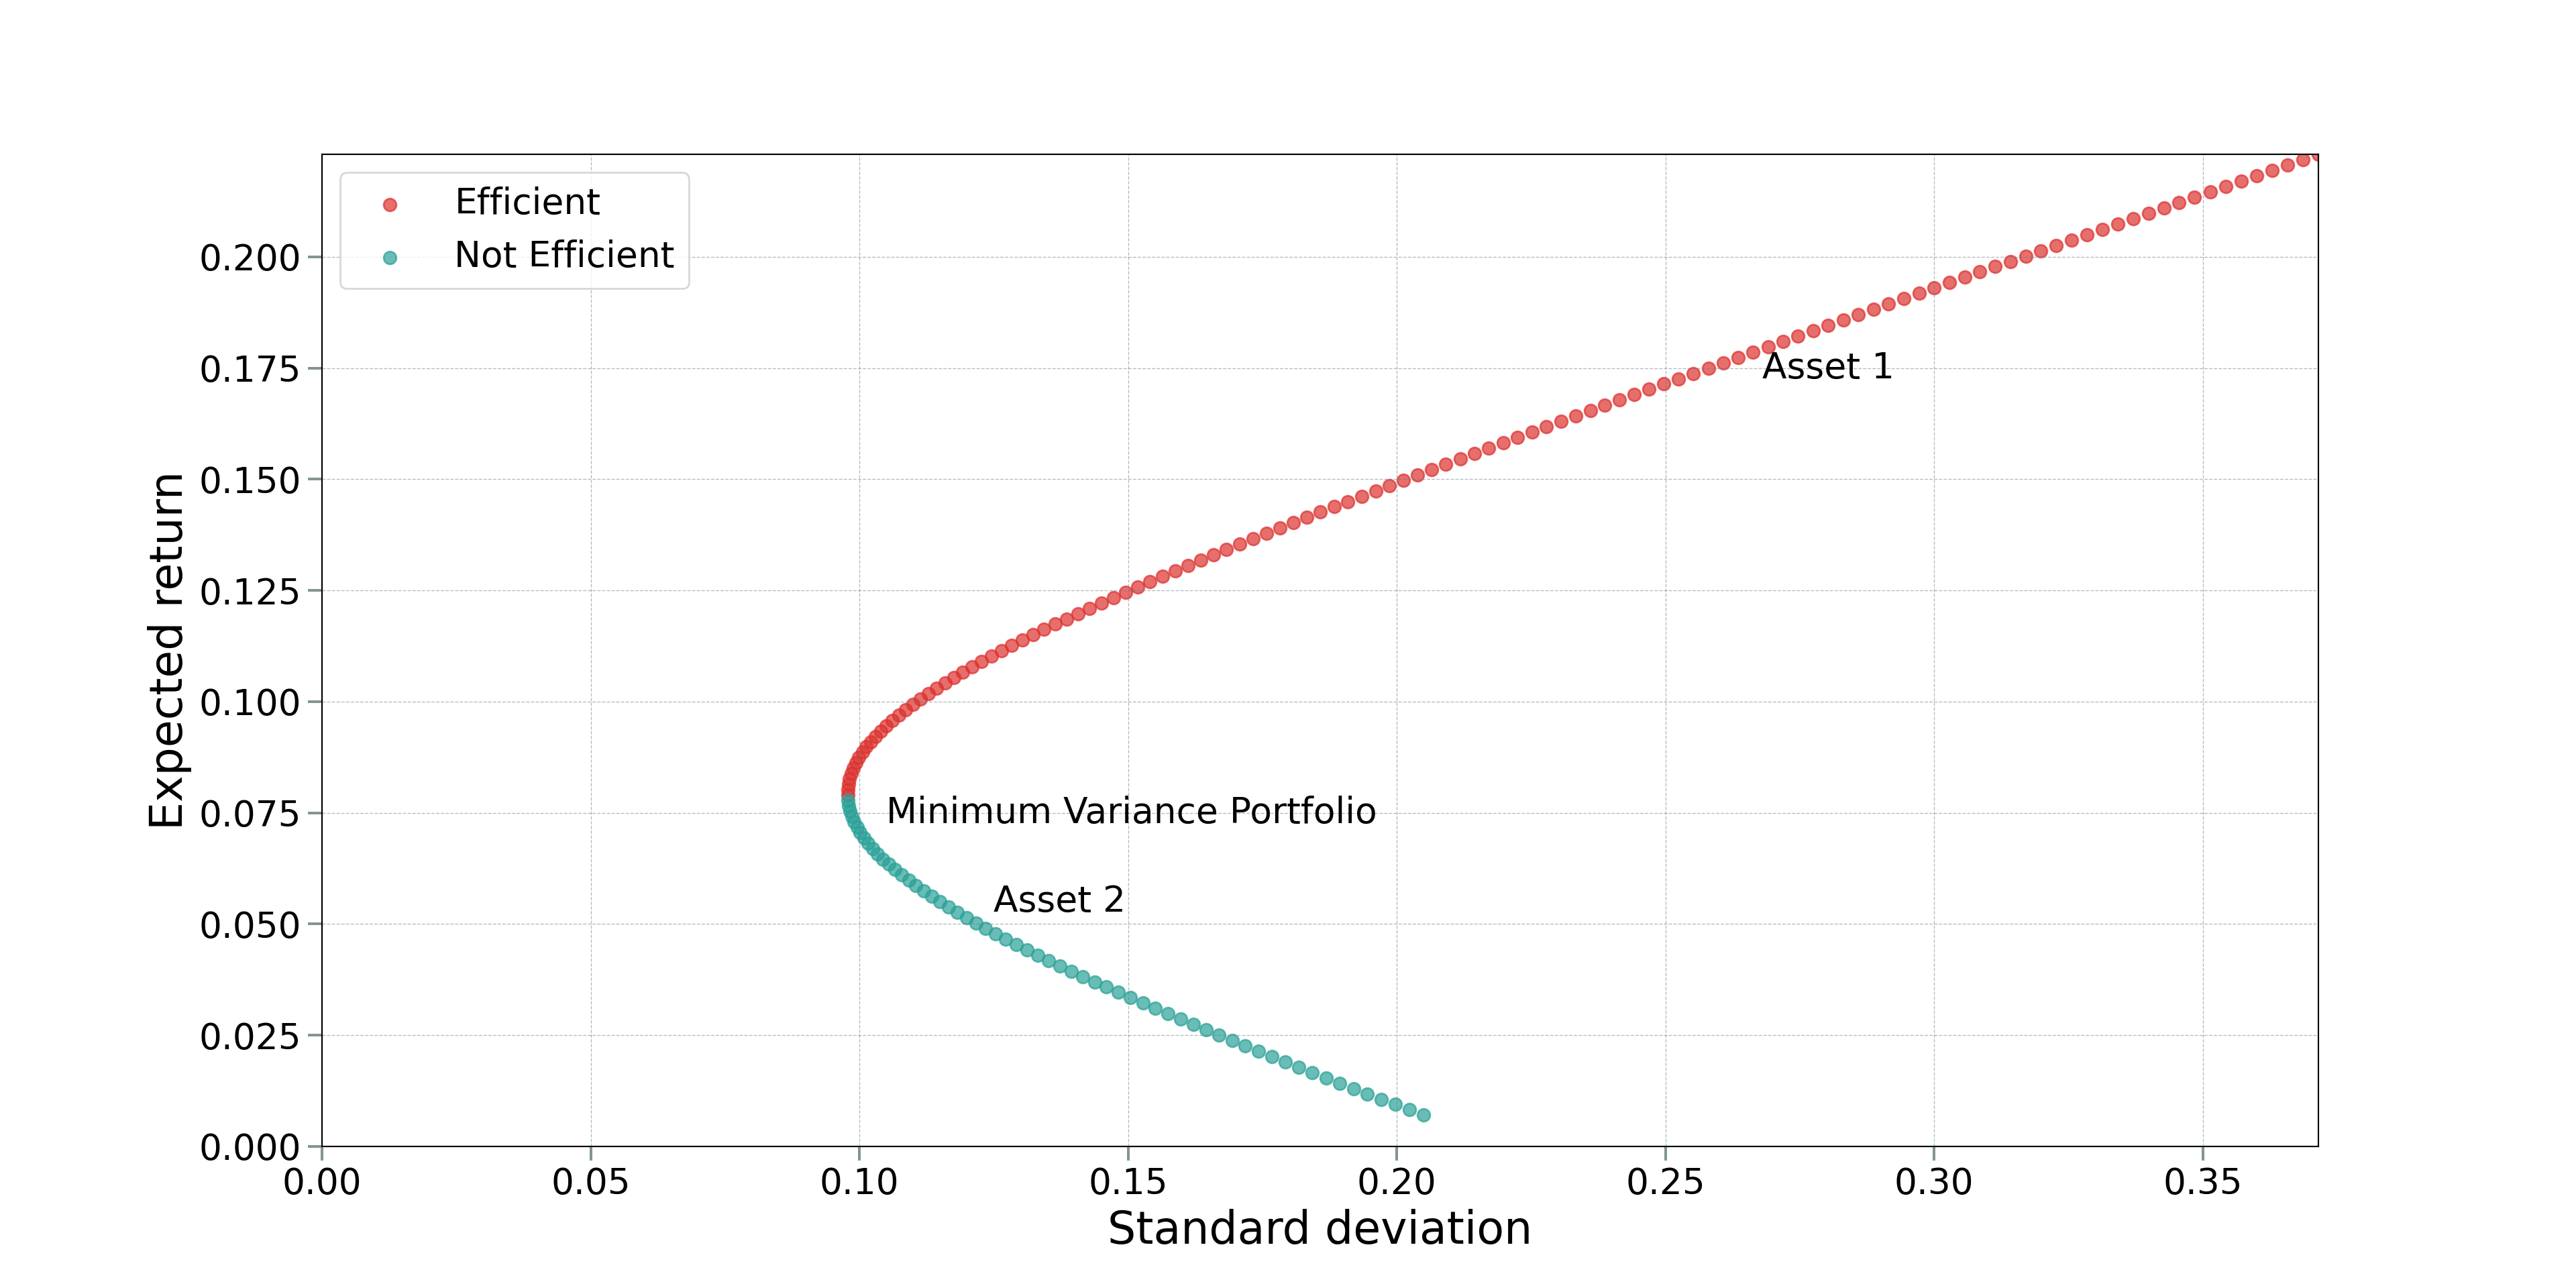 Efficient
Not Efficient
0.200
0.175
0.150
0.125
0.100
0.075
0.050
0.025
0.000
Expected return
Asset 1
Minimum Variance Portfolio
Asset 2
0.00 0.05 0.10 0.15 0.20 0.25 0.30 0.35
Standard deviation